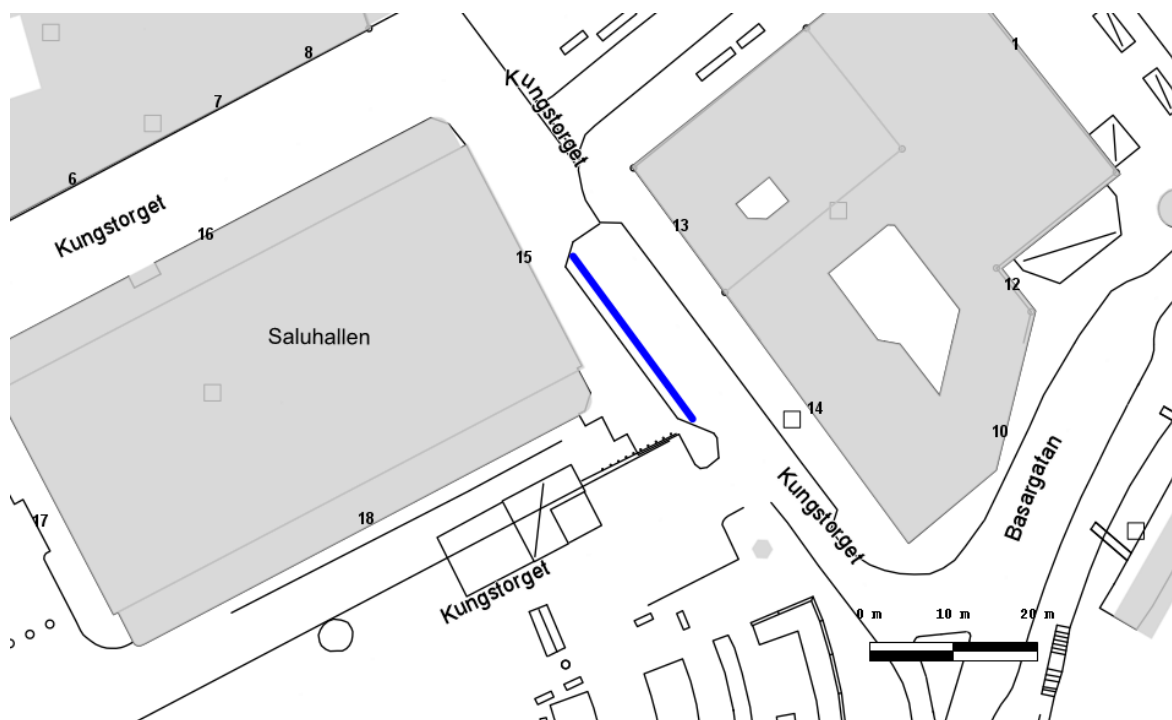 1
8
Kungstorget
7
6
Kungstorget
16
13
15
12
Saluhallen
14
10
Basargatan
17
18
Kungstorget
Kungstorget
0 m 10 m 20 m